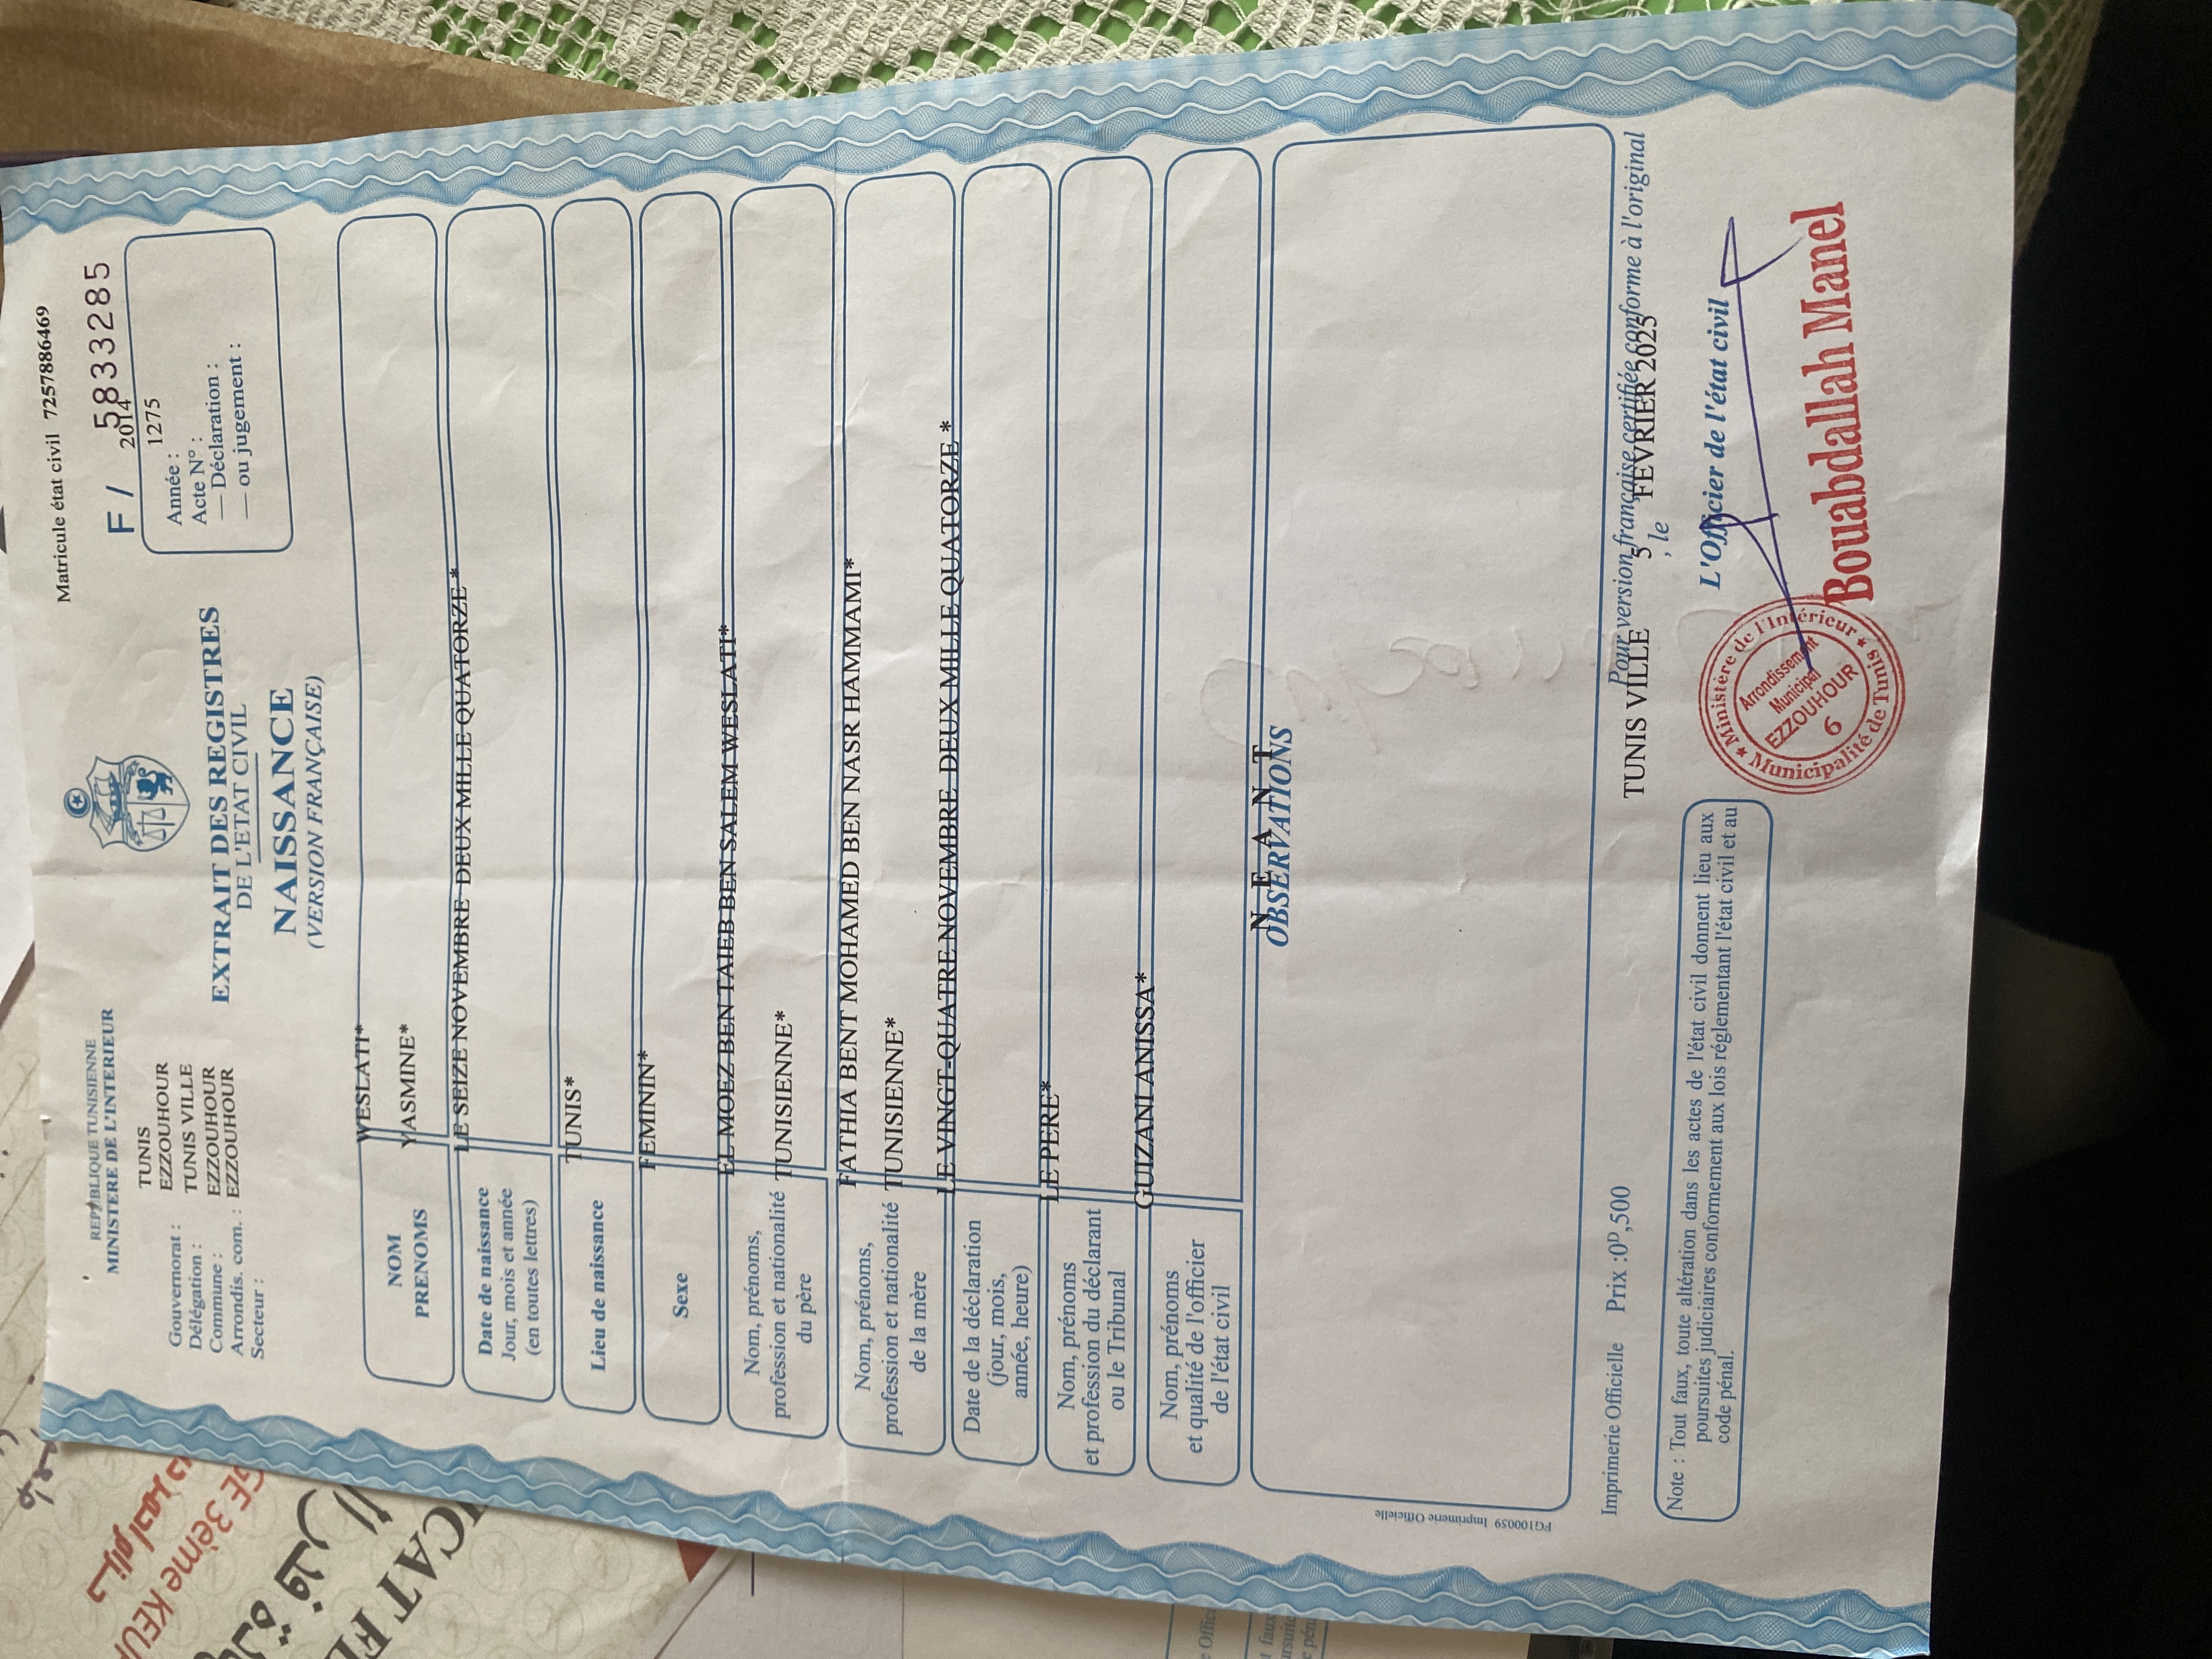 REPUBLIQUE TUNISIENNE
MINISTERE DE L'INTERIEUR
Gouvernorat : TUNIS
Délégation : EZZOUHOUR
Commune : TUNIS VILLE
Arrondis. com. : EZZOUHOUR
Secteur : EZZOUHOUR
EXTRAIT DES REGISTRES
DE L'ETAT CIVIL
NAISSANCE
(VERSION FRANÇAISE)
Matricule état civil 7257886469
F / 58333285
Année : 2014
Acte N° : 1275
— Déclaration :
— ou jugement :
NOM WESLATI*
PRENOMS YASMINE*
Date de naissance
Jour, mois et année
(en toutes lettres)
LE SEIZE NOVEMBRE DEUX MILLE QUATORZE *
Lieu de naissance
TUNIS*
Sexe
FEMININ*
Nom, prénoms,
profession et nationalité
du père
EL MOEZ BEN TAIEB BEN SALEM WESLATI*
TUNISIENNE*
Nom, prénoms,
profession et nationalité
de la mère
FATHIA BENT MOHAMED BEN NASR HAMMAMI*
TUNISIENNE*
Date de la déclaration
(jour, mois,
année, heure)
LE VINGT-QUATRE NOVEMBRE DEUX MILLE QUATORZE *
Nom, prénoms
et profession du déclarant
ou le Tribunal
LE PERE*
Nom, prénoms
et qualité de l'officier
de l'état civil
GUIZANI ANISSA*
N E A N T
OBSERVATIONS
PG100059 Imprimerie Officielle
Imprimerie Officielle Prix :0D,500
Pour version française certifiée conforme à l'original
TUNIS VILLE , le 5 FEVRIER 2025
L'Officier de l'état civil
Note : Tout faux, toute altération dans les actes de l'état civil donnent lieu aux
poursuites judiciaires conformement aux lois réglementant l'état civil et au
code pénal.
Ministère de l'Intérieur
Arrondissement
Municipal
EZZOUHOUR
6
Municipalité de Tunis
Bouabdallah Manel
3ème